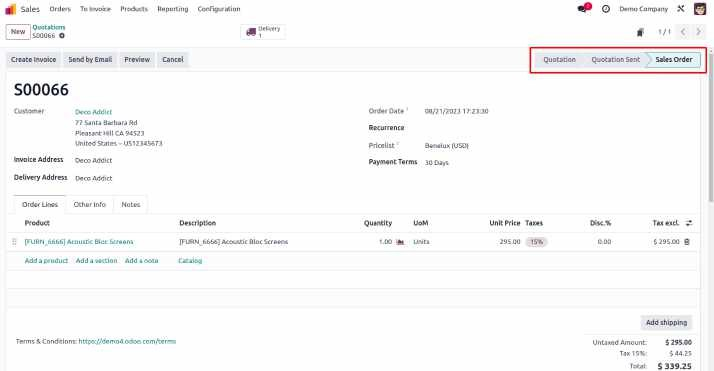 Sales Orders To Invoice Products Reporting Configuration Demo Company
New Quotations S00066 Delivery 1 1 / 1
Create Invoice Send by Email Preview Cancel Quotation Quotation Sent Sales Order
S00066
Customer Deco Addict Order Date ? 08/21/2023 17:23:30
77 Santa Barbara Rd
Pleasant Hill CA 94523 Recurrence
United States – US12345673 Pricelist ? Benelux (USD)
Invoice Address Deco Addict Payment Terms 30 Days
Delivery Address Deco Addict
Order Lines Other Info Notes
Product Description Quantity UoM Unit Price Taxes Disc.% Tax excl.
[FURN_6666] Acoustic Bloc Screens [FURN_6666] Acoustic Bloc Screens 1.00 Units 295.00 15% 0.00 $ 295.00
Add a product Add a section Add a note Catalog
Add shipping
Terms & Conditions: https://demo4.odoo.com/terms Untaxed Amount: $ 295.00
Tax 15%: $ 44.25
Total: $ 339.25